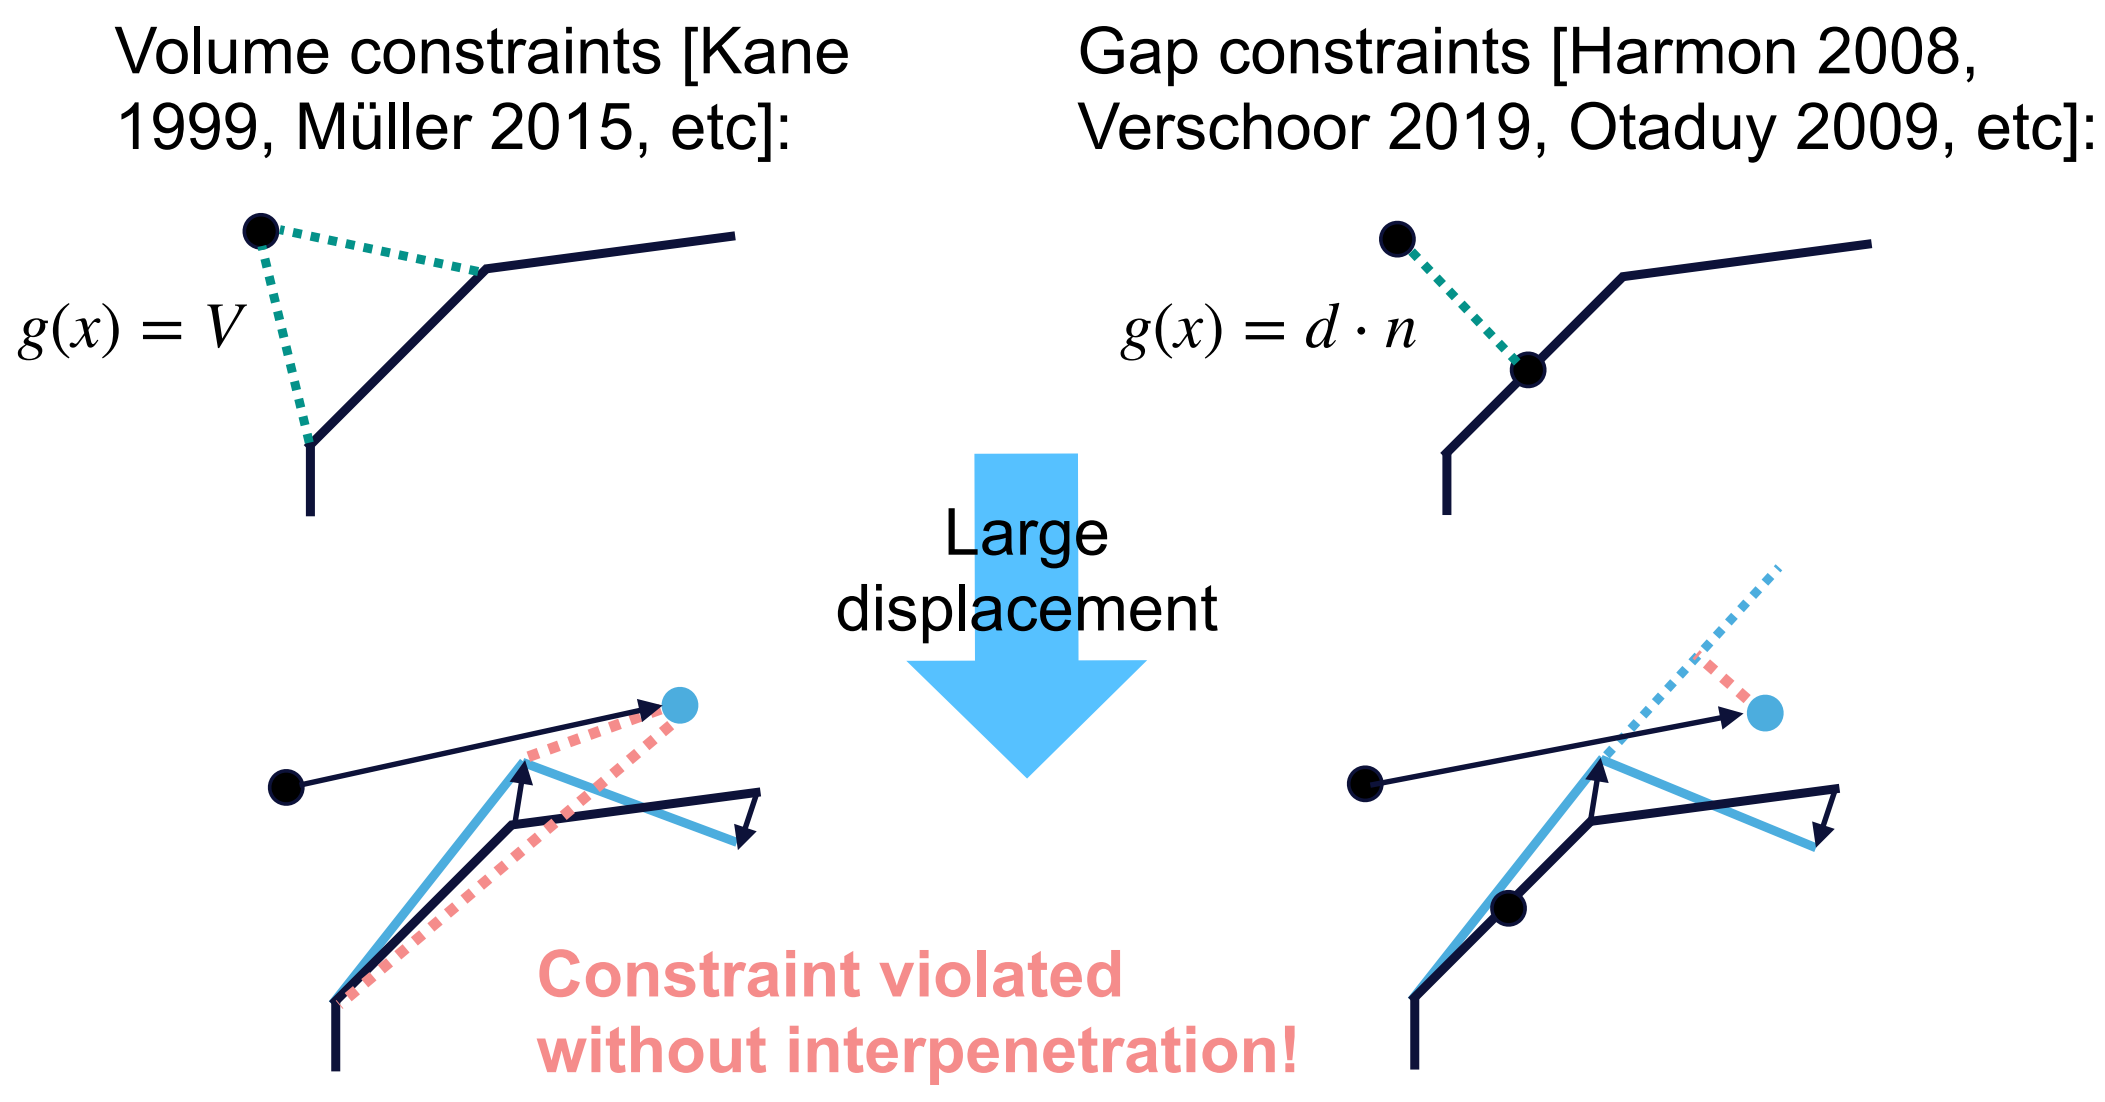 Volume constraints [Kane
1999, Müller 2015, etc]:
Gap constraints [Harmon 2008,
Verschoor 2019, Otaduy 2009, etc]:
g(x) = V
g(x) = d · n
Large
displacement
Constraint violated
without interpenetration!